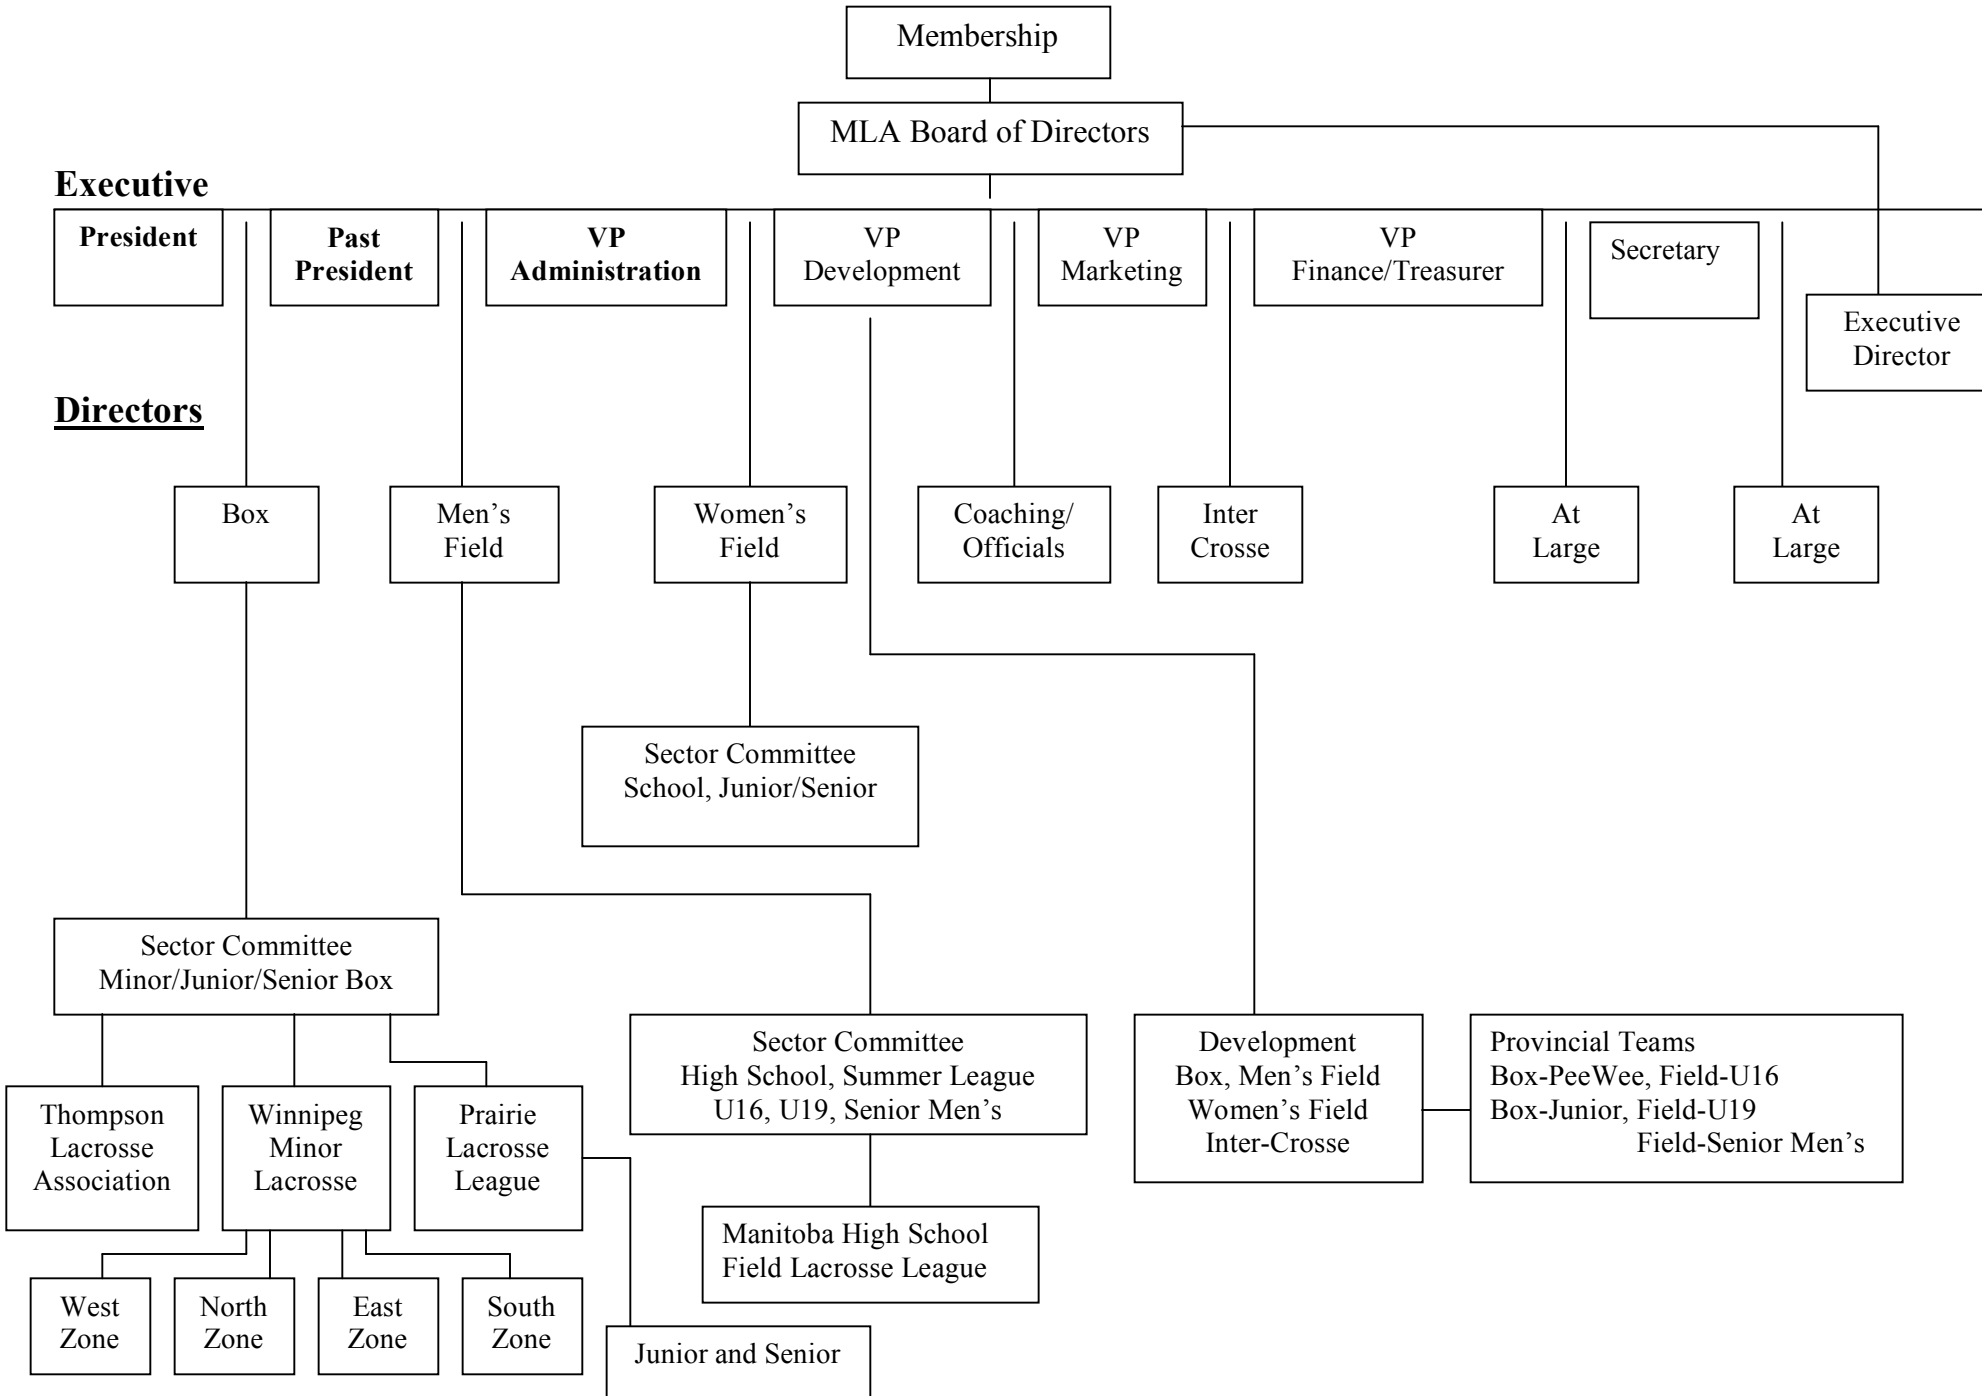 Membership
MLA Board of Directors
Executive
President
Past
President
VP
Administration
VP
Development
VP
Marketing
VP
Finance/Treasurer
Secretary
Executive
Director
Directors
Box
Men's
Field
Women's
Field
Coaching/
Officials
Inter
Crosse
At
Large
At
Large
Sector Committee
School, Junior/Senior
Sector Committee
Minor/Junior/Senior Box
Sector Committee
High School, Summer League
U16, U19, Senior Men's
Development
Box, Men's Field
Women's Field
Inter-Crosse
Provincial Teams
Box-PeeWee, Field-U16
Box-Junior, Field-U19
Field-Senior Men's
Thompson
Lacrosse
Association
Winnipeg
Minor
Lacrosse
Prairie
Lacrosse
League
Manitoba High School
Field Lacrosse League
West
Zone
North
Zone
East
Zone
South
Zone
Junior and Senior